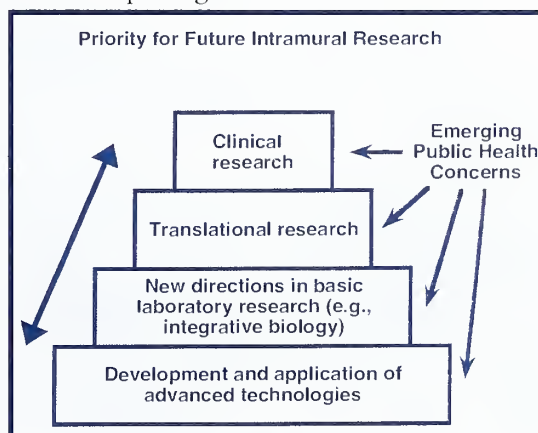 Priority for Future Intramural Research
Clinical
research
Emerging
Public Health
Concerns
Translational research
New directions in basic
laboratory research (e.g.,
integrative biology)
Development and application of
advanced technologies